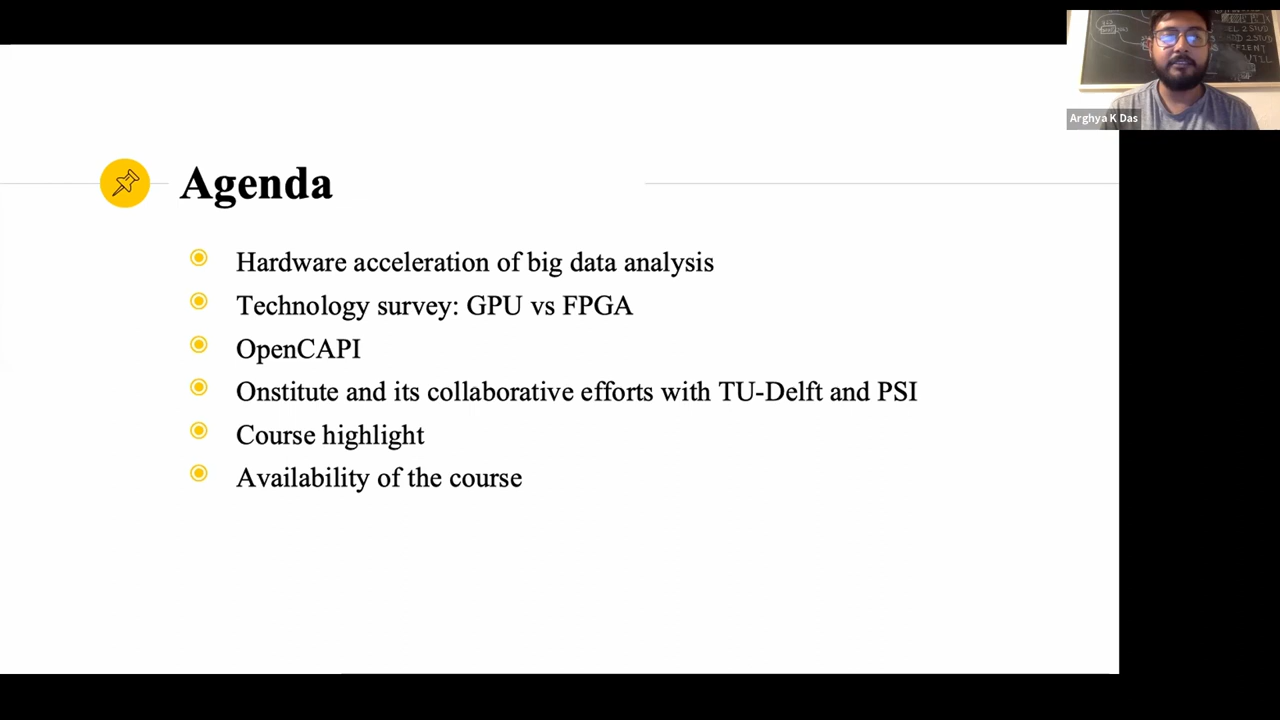 Agenda
Hardware acceleration of big data analysis
Technology survey: GPU vs FPGA
OpenCAPI
Onstitute and its collaborative efforts with TU-Delft and PSI
Course highlight
Availability of the course
Arghya K Das